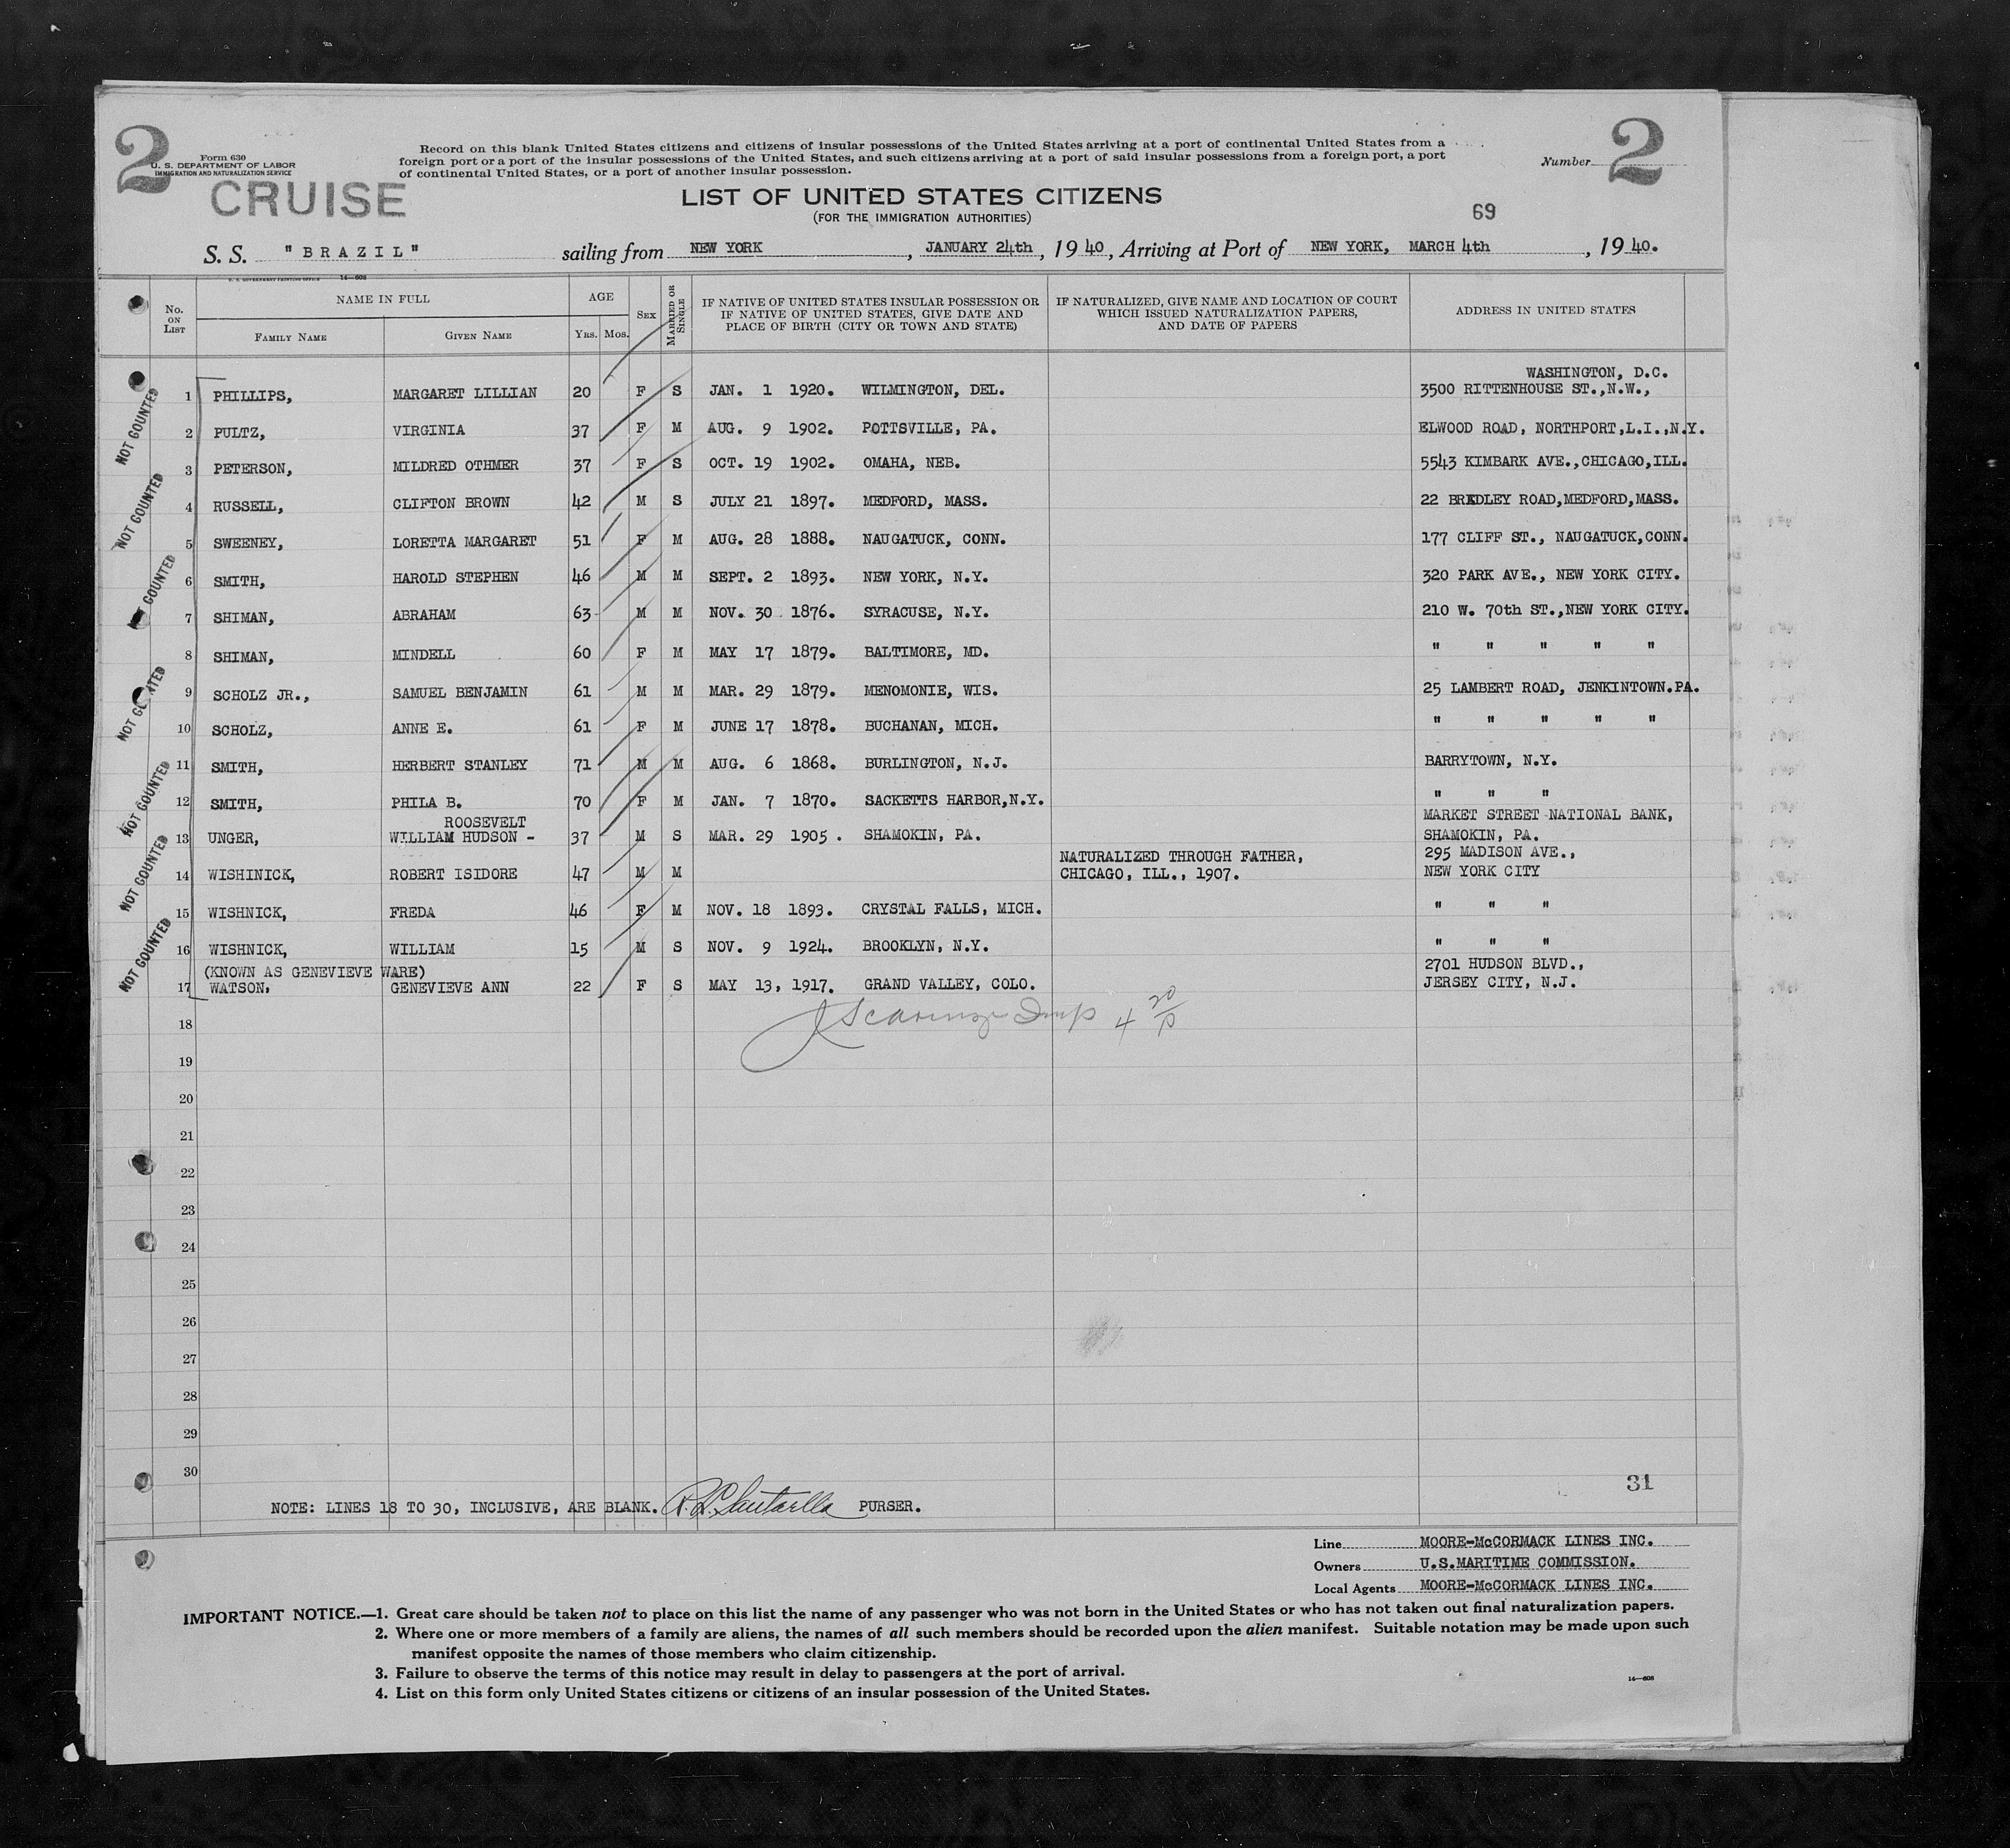 2
2
Form 630
U. S. DEPARTMENT OF LABOR
IMMIGRATION AND NATURALIZATION SERVICE
CRUISE
Record on this blank United States citizens and citizens of insular possessions of the United States arriving at a port of continental United States from a
foreign port or a port of the insular possessions of the United States, and such citizens arriving at a port of said insular possessions from a foreign port, a port
of continental United States, or a port of another insular possession.
Number
LIST OF UNITED STATES CITIZENS
(FOR THE IMMIGRATION AUTHORITIES)
69
S. S. "BRAZIL" sailing from NEW YORK, JANUARY 24th, 1940, Arriving at Port of NEW YORK, MARCH 4th, 1940.
U. S. GOVERNMENT PRINTING OFFICE 14—608
No. ON LIST
NAME IN FULL
FAMILY NAME
GIVEN NAME
AGE
YRS. MOS.
SEX
MARRIED OR SINGLE
IF NATIVE OF UNITED STATES INSULAR POSSESSION OR
IF NATIVE OF UNITED STATES, GIVE DATE AND
PLACE OF BIRTH (CITY OR TOWN AND STATE)
IF NATURALIZED, GIVE NAME AND LOCATION OF COURT
WHICH ISSUED NATURALIZATION PAPERS,
AND DATE OF PAPERS
ADDRESS IN UNITED STATES
WASHINGTON, D.C.
1 PHILLIPS, MARGARET LILLIAN 20 F S JAN. 1 1920. WILMINGTON, DEL. 3500 RITTENHOUSE ST.,N.W.,
2 PULTZ, VIRGINIA 37 F M AUG. 9 1902. POTTSVILLE, PA. ELWOOD ROAD, NORTHPORT,L.I.,N.Y.
3 PETERSON, MILDRED OTHMER 37 F S OCT. 19 1902. OMAHA, NEB. 5543 KIMBARK AVE.,CHICAGO,ILL.
4 RUSSELL, CLIFTON BROWN 42 M S JULY 21 1897. MEDFORD, MASS. 22 BRADLEY ROAD,MEDFORD,MASS.
5 SWEENEY, LORETTA MARGARET 51 F M AUG. 28 1888. NAUGATUCK, CONN. 177 CLIFF ST., NAUGATUCK,CONN.
6 SMITH, HAROLD STEPHEN 46 M M SEPT. 2 1893. NEW YORK, N.Y. 320 PARK AVE., NEW YORK CITY.
7 SHIMAN, ABRAHAM 63 M M NOV. 30 1876. SYRACUSE, N.Y. 210 W. 70th ST.,NEW YORK CITY.
8 SHIMAN, MINDELL 60 F M MAY 17 1879. BALTIMORE, MD. " " " " "
9 SCHOLZ JR., SAMUEL BENJAMIN 61 M M MAR. 29 1879. MENOMONIE, WIS. 25 LAMBERT ROAD, JENKINTOWN.PA.
10 SCHOLZ, ANNE E. 61 F M JUNE 17 1878. BUCHANAN, MICH. " " " " "
11 SMITH, HERBERT STANLEY 71 M M AUG. 6 1868. BURLINGTON, N.J. BARRYTOWN, N.Y.
12 SMITH, PHILA B. 70 F M JAN. 7 1870. SACKETTS HARBOR,N.Y. " " "
ROOSEVELT MARKET STREET NATIONAL BANK,
13 UNGER, WILLIAM HUDSON - 37 M S MAR. 29 1905. SHAMOKIN, PA. SHAMOKIN, PA.
NATURALIZED THROUGH FATHER, 295 MADISON AVE.,
14 WISHINICK, ROBERT ISIDORE 47 M M CHICAGO, ILL., 1907. NEW YORK CITY
15 WISHNICK, FREDA 46 F M NOV. 18 1893. CRYSTAL FALLS, MICH. " " "
16 WISHNICK, WILLIAM 15 M S NOV. 9 1924. BROOKLYN, N.Y. " " "
(KNOWN AS GENEVIEVE WARE) 2701 HUDSON BLVD.,
17 WATSON, GENEVIEVE ANN 22 F S MAY 13, 1917. GRAND VALLEY, COLO. JERSEY CITY, N.J.
NOT COUNTED
NOT COUNTED
COUNTED
NOT COUNTED
NOT COUNTED
NOT COUNTED
NOT COUNTED
18
19
20
21
22
23
24
25
26
27
28
29
30
31
NOTE: LINES 18 TO 30, INCLUSIVE, ARE BLANK. PURSER.
Line MOORE-McCORMACK LINES INC.
Owners U.S.MARITIME COMMISSION.
Local Agents MOORE-McCORMACK LINES INC.
IMPORTANT NOTICE.—1. Great care should be taken not to place on this list the name of any passenger who was not born in the United States or who has not taken out final naturalization papers.
2. Where one or more members of a family are aliens, the names of all such members should be recorded upon the alien manifest. Suitable notation may be made upon such
manifest opposite the names of those members who claim citizenship.
3. Failure to observe the terms of this notice may result in delay to passengers at the port of arrival.
4. List on this form only United States citizens or citizens of an insular possession of the United States.
14—608